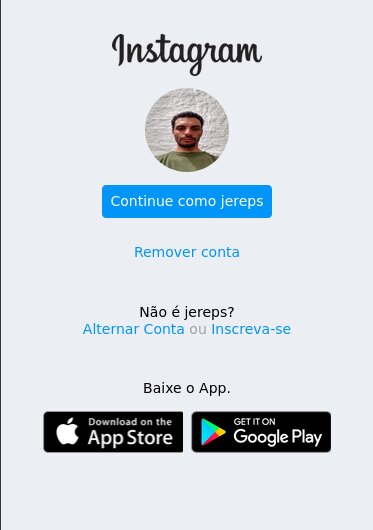 Instagram
Continue como jereps
Remover conta
Não é jereps?
Alternar Conta ou Inscreva-se
Baixe o App.
Download on the
App Store
GET IT ON
Google Play